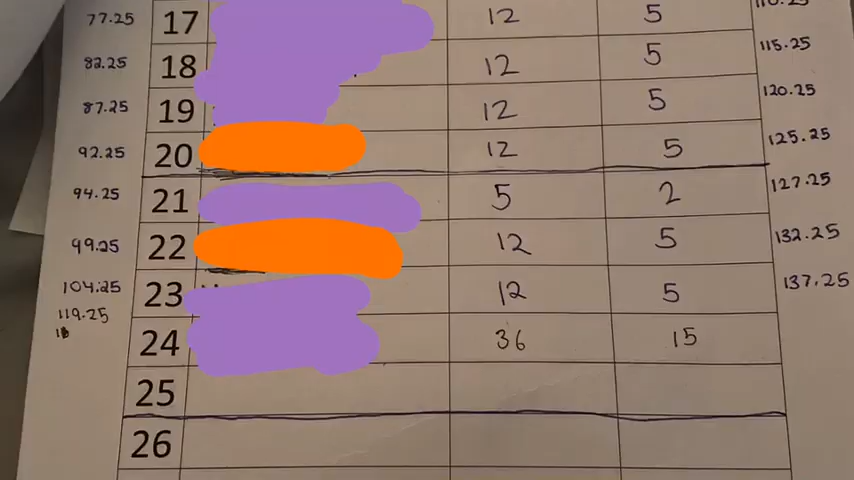 77.25 17 12 5 110.25
82.25 18 12 5 115.25
87.25 19 12 5 120.25
92.25 20 12 5 125.25
94.25 21 5 2 127.25
99.25 22 12 5 132.25
104.25 23 12 5 137.25
119.25
24 36 15
25
26